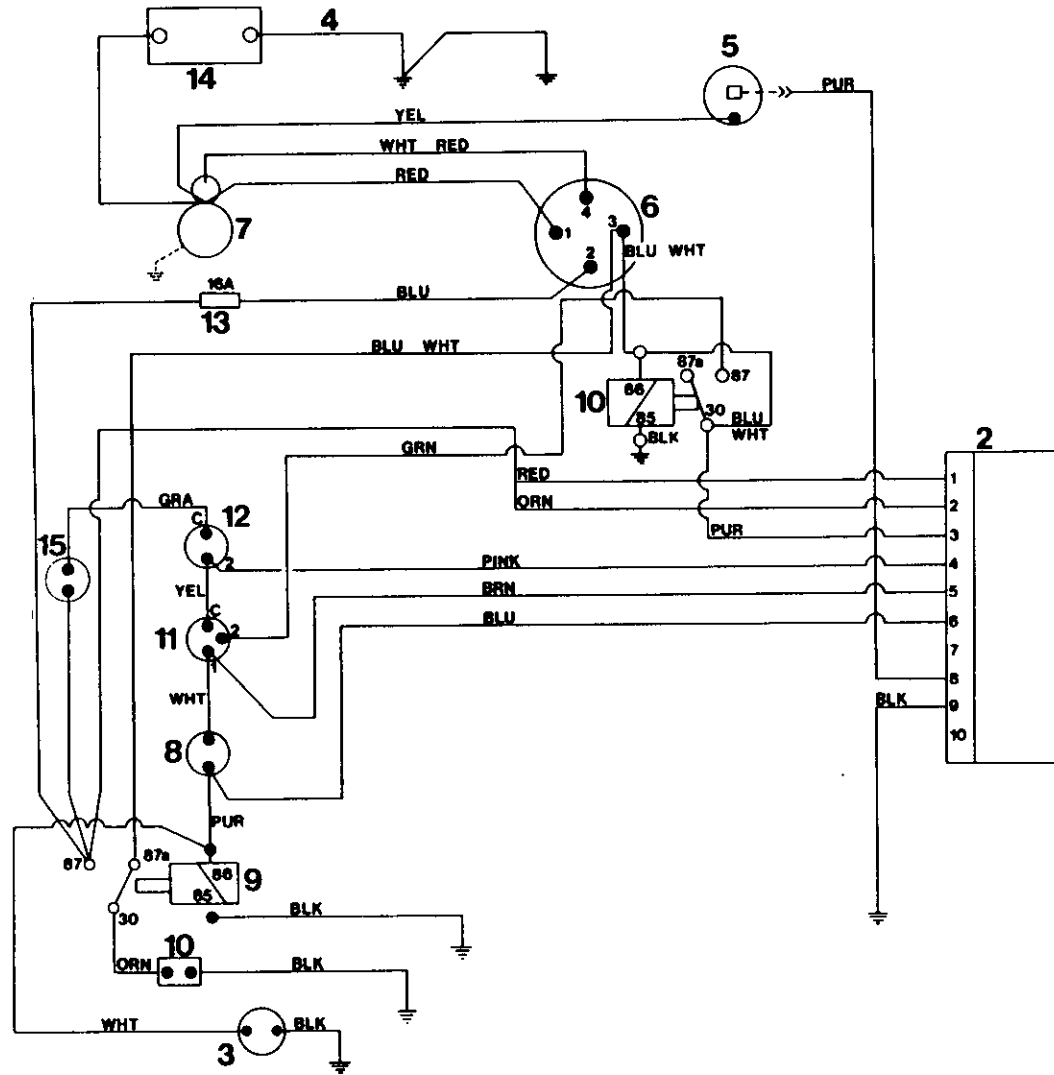 4
14
5
PUR
YEL
WHT RED
RED
7
4
6
3
1
2
BLU WHT
16A
BLU
13
BLU WHT
87a
87
86
10
85
30
BLK
BLU
WHT
GRN
2
RED
1
ORN
2
GRA
C
12
PUR
3
15
2
PINK
4
YEL
BRN
5
C
BLU
6
11
2
1
7
WHT
8
BLK
9
8
10
PUR
87
87a
86
9
85
30
BLK
10
ORN
BLK
WHT
BLK
3